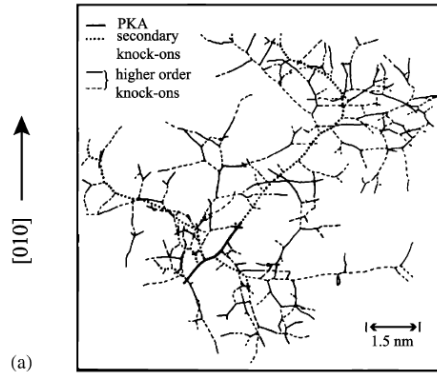 PKA
secondary
knock-ons
higher order
knock-ons
[010]
1.5 nm
(a)